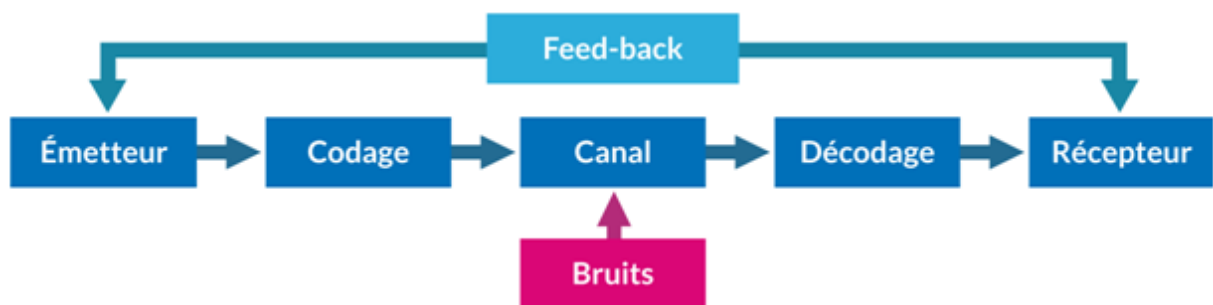 Feed-back
Émetteur
Codage
Canal
Décodage
Récepteur
Bruits